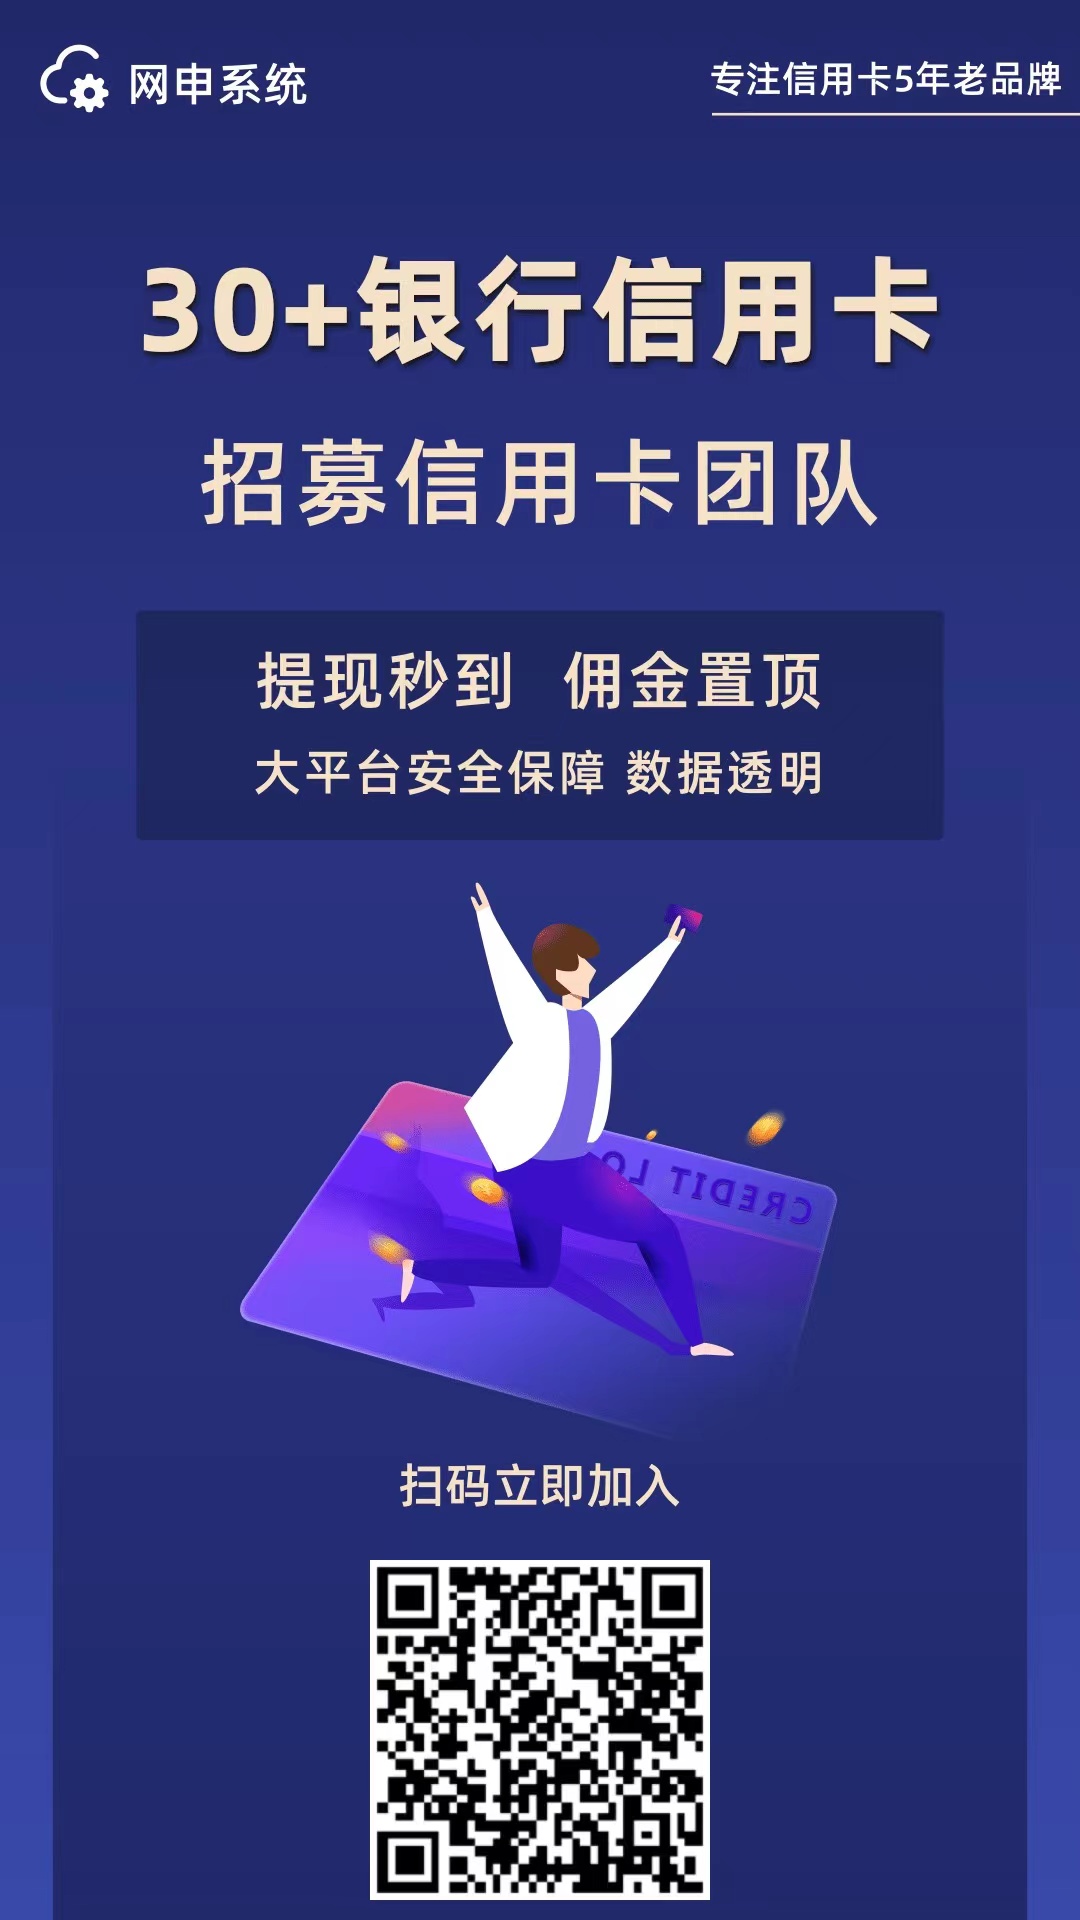 网申系统
专注信用卡5年老品牌
30+银行信用卡
招募信用卡团队
提现秒到 佣金置顶
大平台安全保障 数据透明
CREDIT LO
扫码立即加入